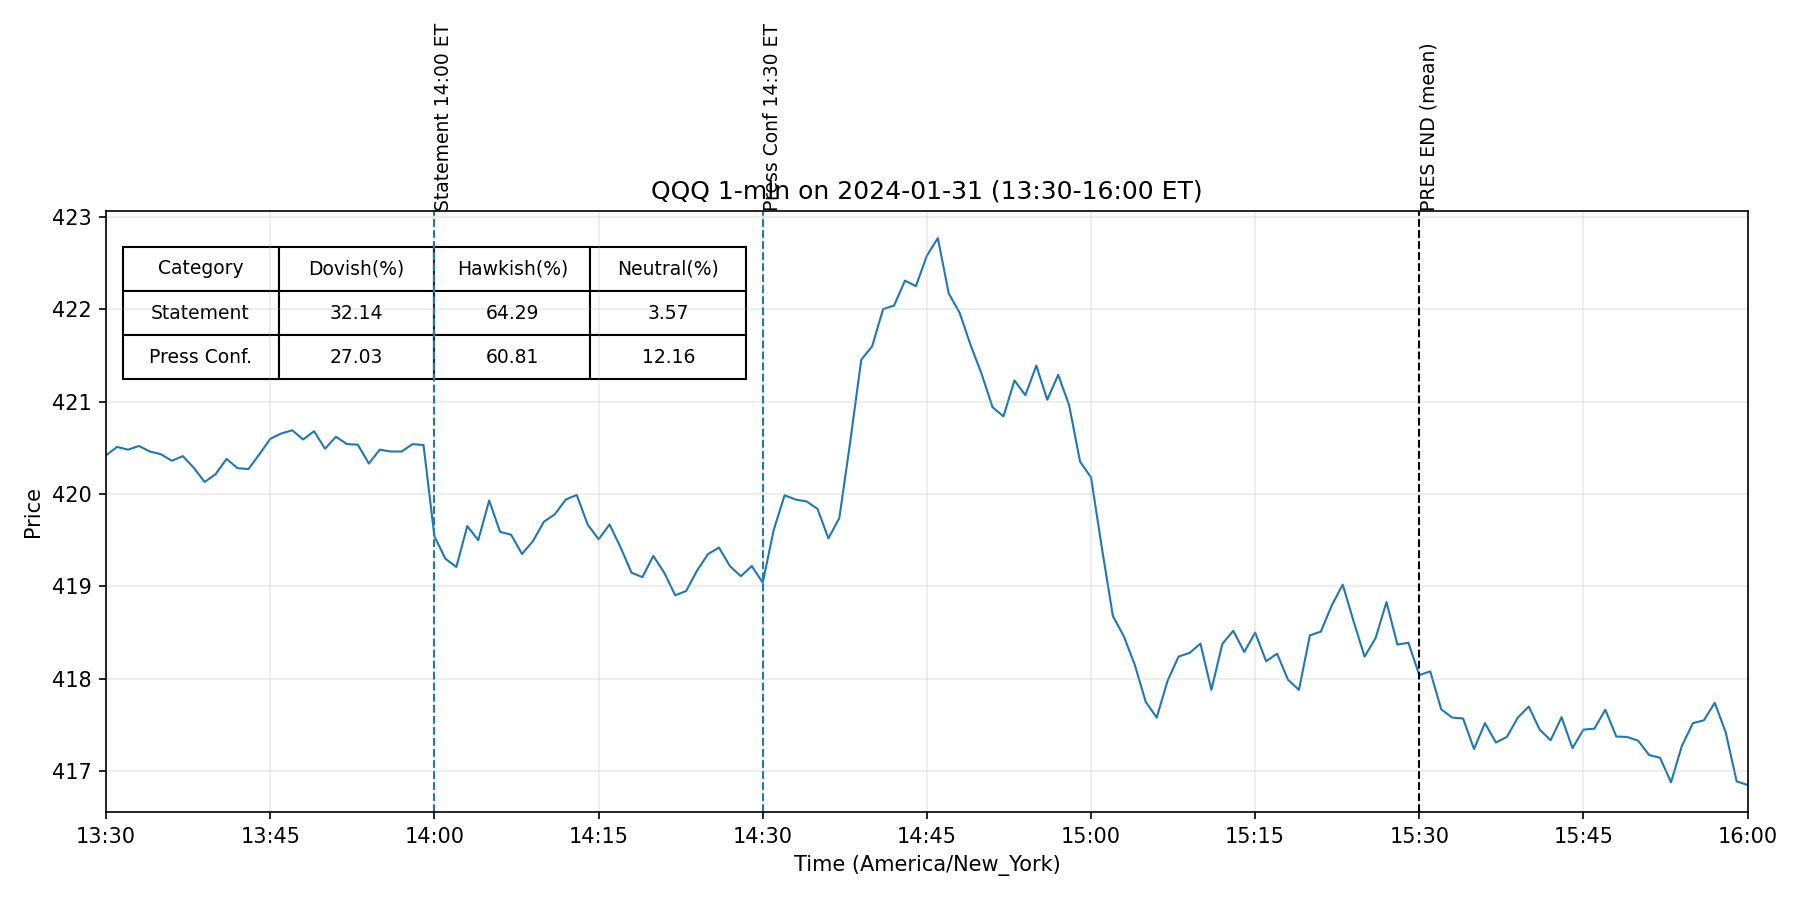 Statement 14:00 ET
Press Conf 14:30 ET
PRES END (mean)
QQQ 1-min on 2024-01-31 (13:30-16:00 ET)
Category Dovish(%) Hawkish(%) Neutral(%)
Statement 32.14 64.29 3.57
Press Conf. 27.03 60.81 12.16
423
422
421
420
419
418
417
Price
13:30 13:45 14:00 14:15 14:30 14:45 15:00 15:15 15:30 15:45 16:00
Time (America/New_York)